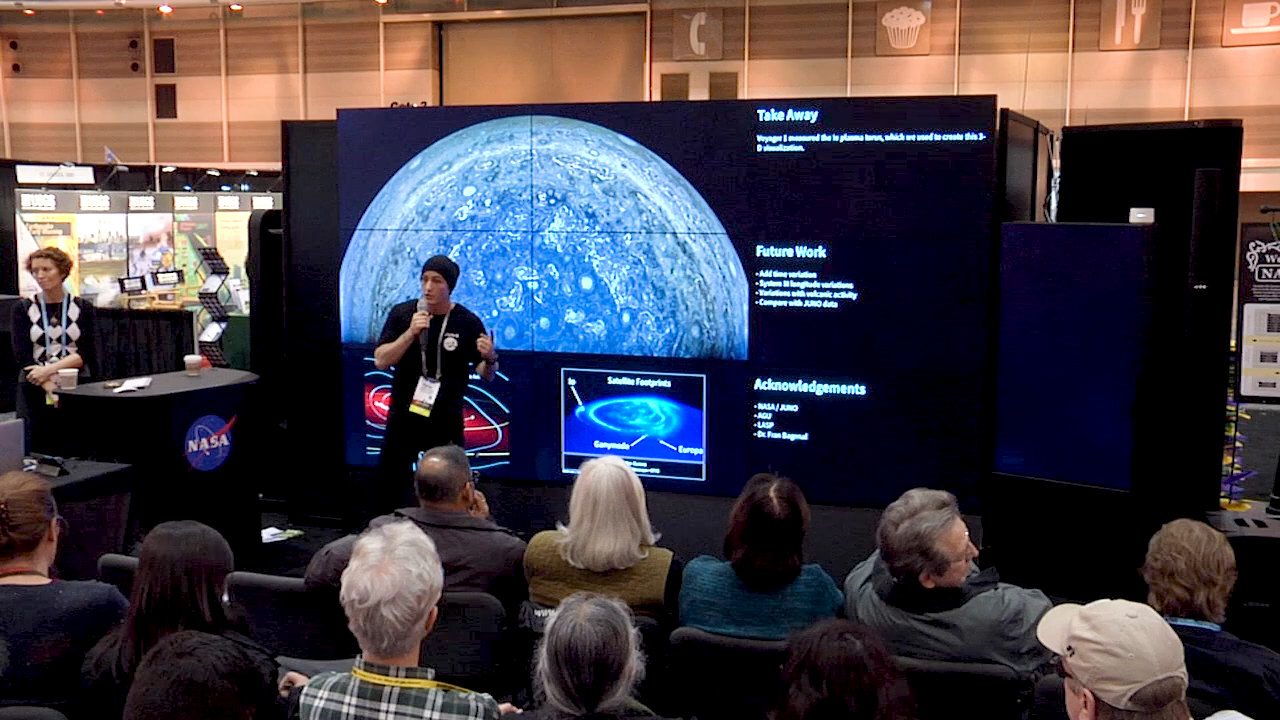 Take Away
Voyager 1 measured the Io plasma torus, which we used to create this 3-
D visualization.
Future Work
• Add time variation
• System III longitude variations
• Variations with volcanic activity
• Compare with JUNO data
Acknowledgements
• NASA / JUNO
• AGU
• LASP
• Dr. Fran Bagenal
Satellite Footprints
Io
Ganymede
Europa
NASA